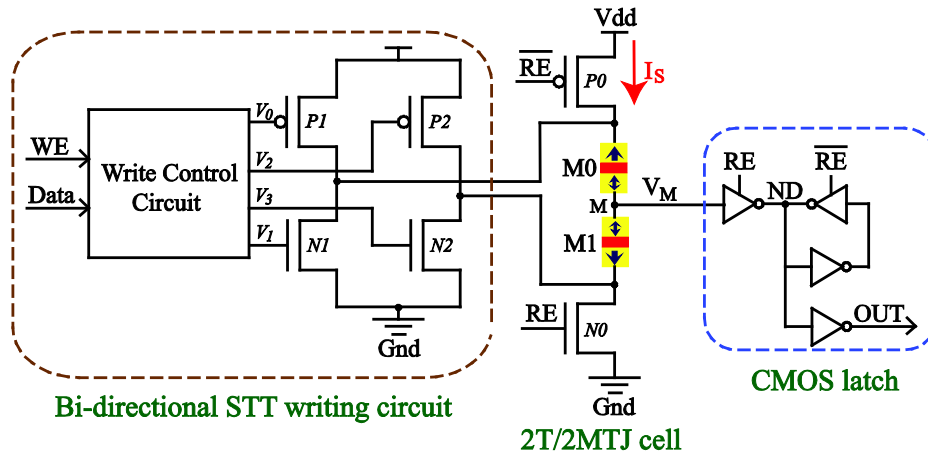 Vdd
RE
P0
Is
V0
P1
P2
WE
Write Control
Circuit
V2
Data
V3
V1
N1
N2
M0
M
VM
M1
RE
RE
ND
OUT
RE
N0
Gnd
Gnd
CMOS latch
Bi-directional STT writing circuit
2T/2MTJ cell